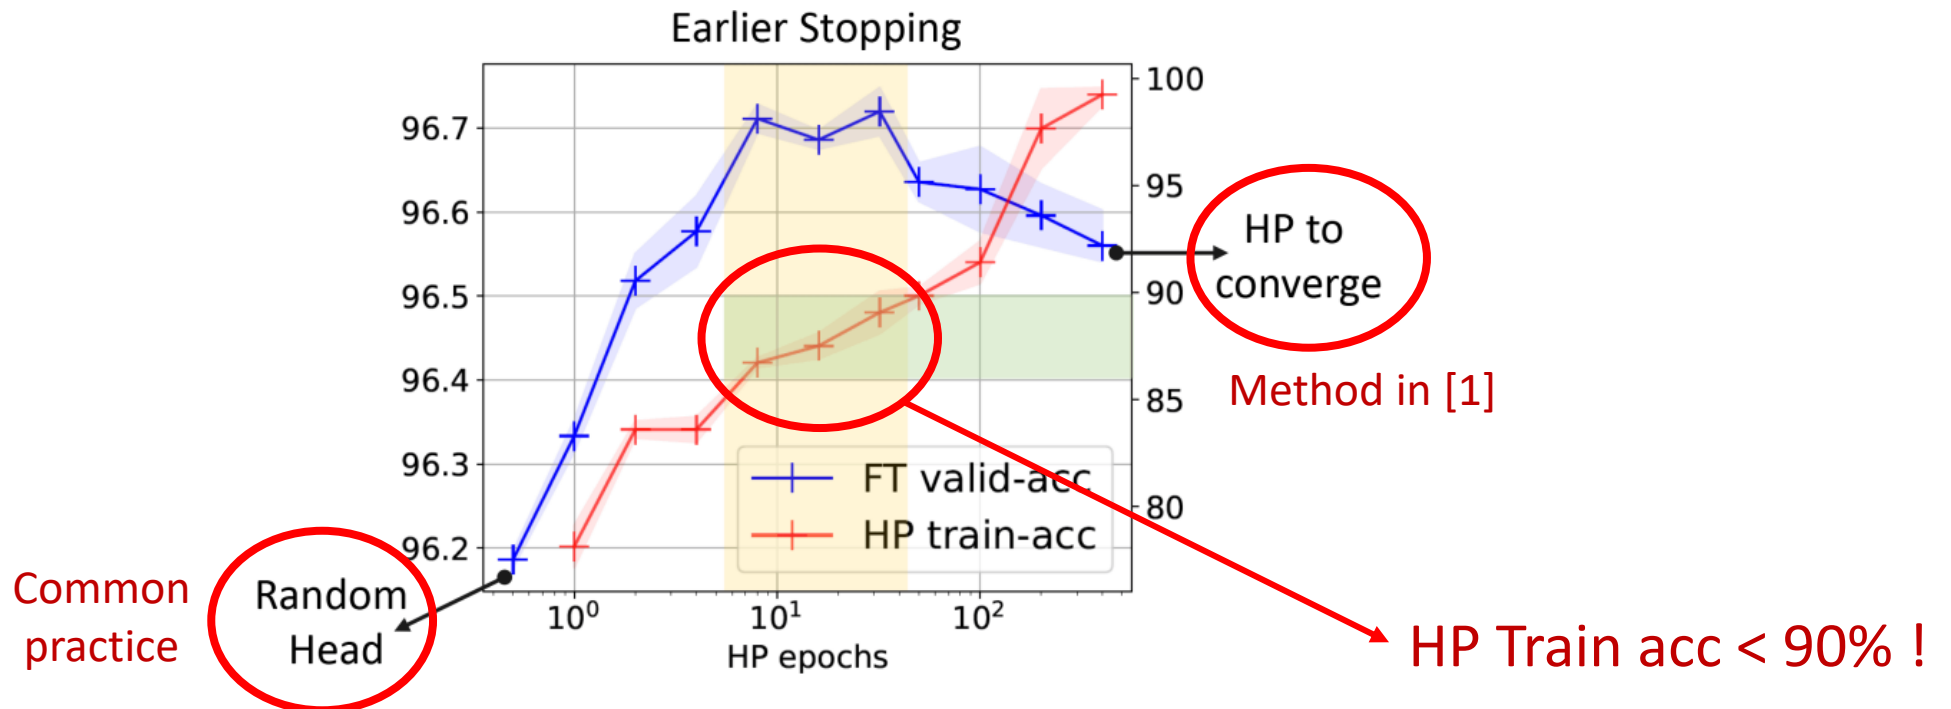 Earlier Stopping
96.7
96.6
96.5
96.4
96.3
96.2
100
95
90
85
80
FT valid-acc
HP train-acc
10⁰
10¹
10²
HP epochs
HP to
converge
Method in [1]
Common
practice
Random
Head
HP Train acc < 90% !